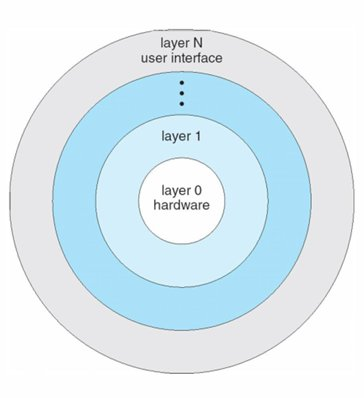 layer N
user interface
layer 1
layer 0
hardware